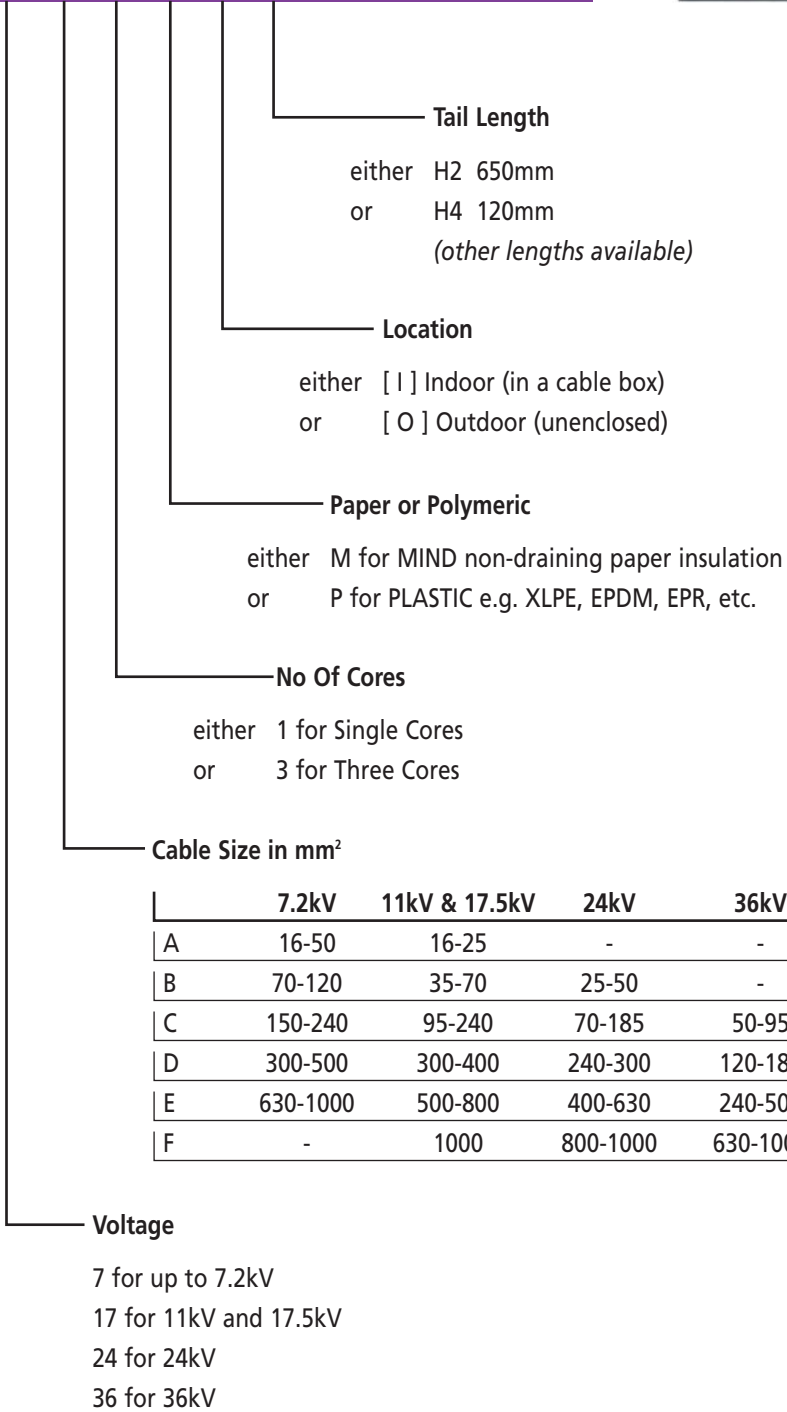 Tail Length
either H2 650mm
or H4 120mm
(other lengths available)
Location
either [ I ] Indoor (in a cable box)
or [ O ] Outdoor (unenclosed)
Paper or Polymeric
either M for MIND non-draining paper insulation
or P for PLASTIC e.g. XLPE, EPDM, EPR, etc.
No Of Cores
either 1 for Single Cores
or 3 for Three Cores
Cable Size in mm²
7.2kV 11kV & 17.5kV 24kV 36kV
A 16-50 16-25 - -
B 70-120 35-70 25-50 -
C 150-240 95-240 70-185 50-95
D 300-500 300-400 240-300
E 630-1000 500-800 400-630
F - 1000 800-1000
Voltage
7 for up to 7.2kV
17 for 11kV and 17.5kV
24 for 24kV
36 for 36kV